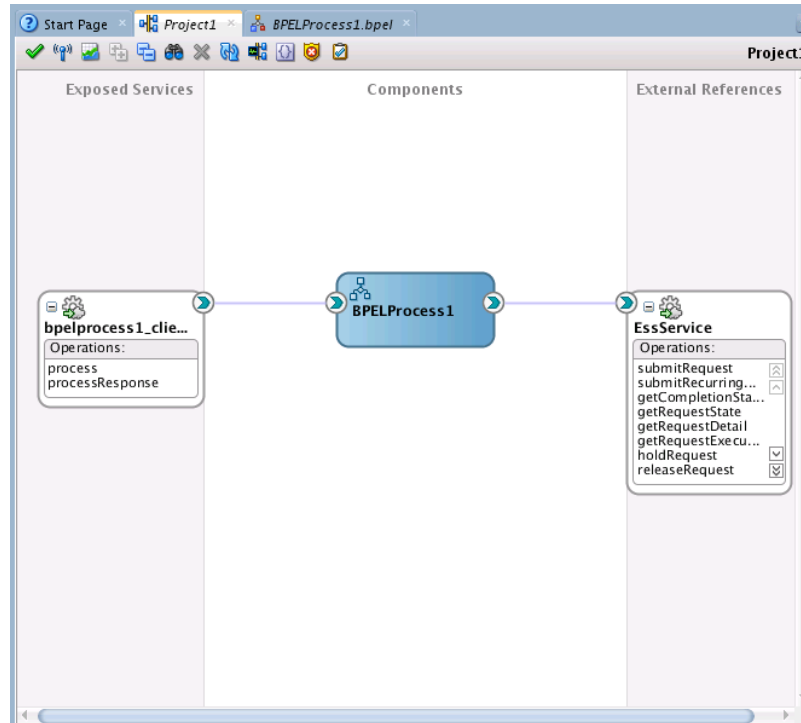 Start Page
Project1
BPELProcess1.bpel
Project1
Exposed Services
Components
External References
bpelprocess1_clie...
Operations:
process
processResponse
BPELProcess1
EssService
Operations:
submitRequest
submitRecurring...
getCompletionSta...
getRequestState
getRequestDetail
getRequestExecu...
holdRequest
releaseRequest